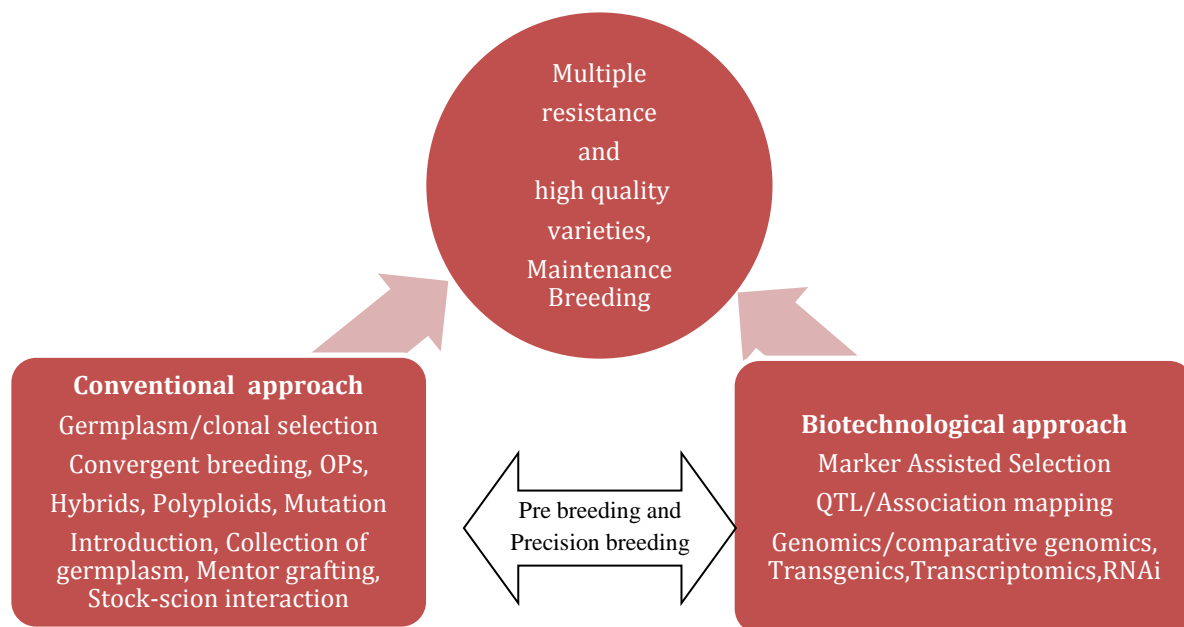 Multiple
resistance
and
high quality
varieties,
Maintenance
Breeding
Conventional approach
Germplasm/clonal selection
Convergent breeding, OPs,
Hybrids, Polyploids, Mutation
Introduction, Collection of
germplasm, Mentor grafting,
Stock-scion interaction
Pre breeding and
Precision breeding
Biotechnological approach
Marker Assisted Selection
QTL/Association mapping
Genomics/comparative genomics,
Transgenics,Transcriptomics,RNAi